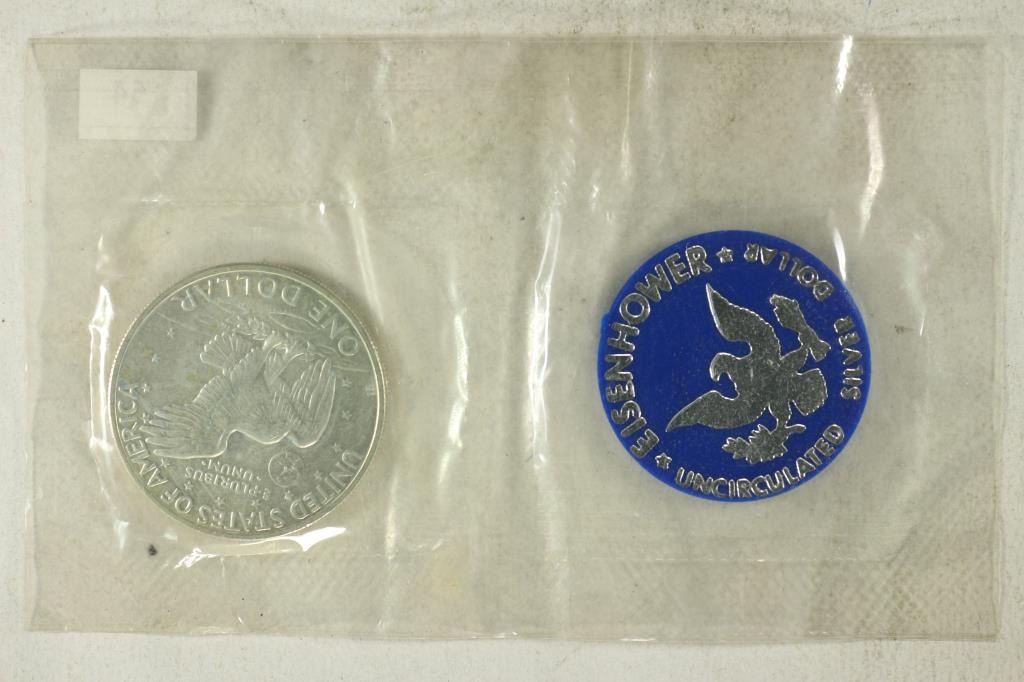 UNITED STATES OF AMERICA
E·PLURIBUS
·UNUM·
ONE DOLLAR
EISENHOWER
SILVER DOLLAR
UNCIRCULATED